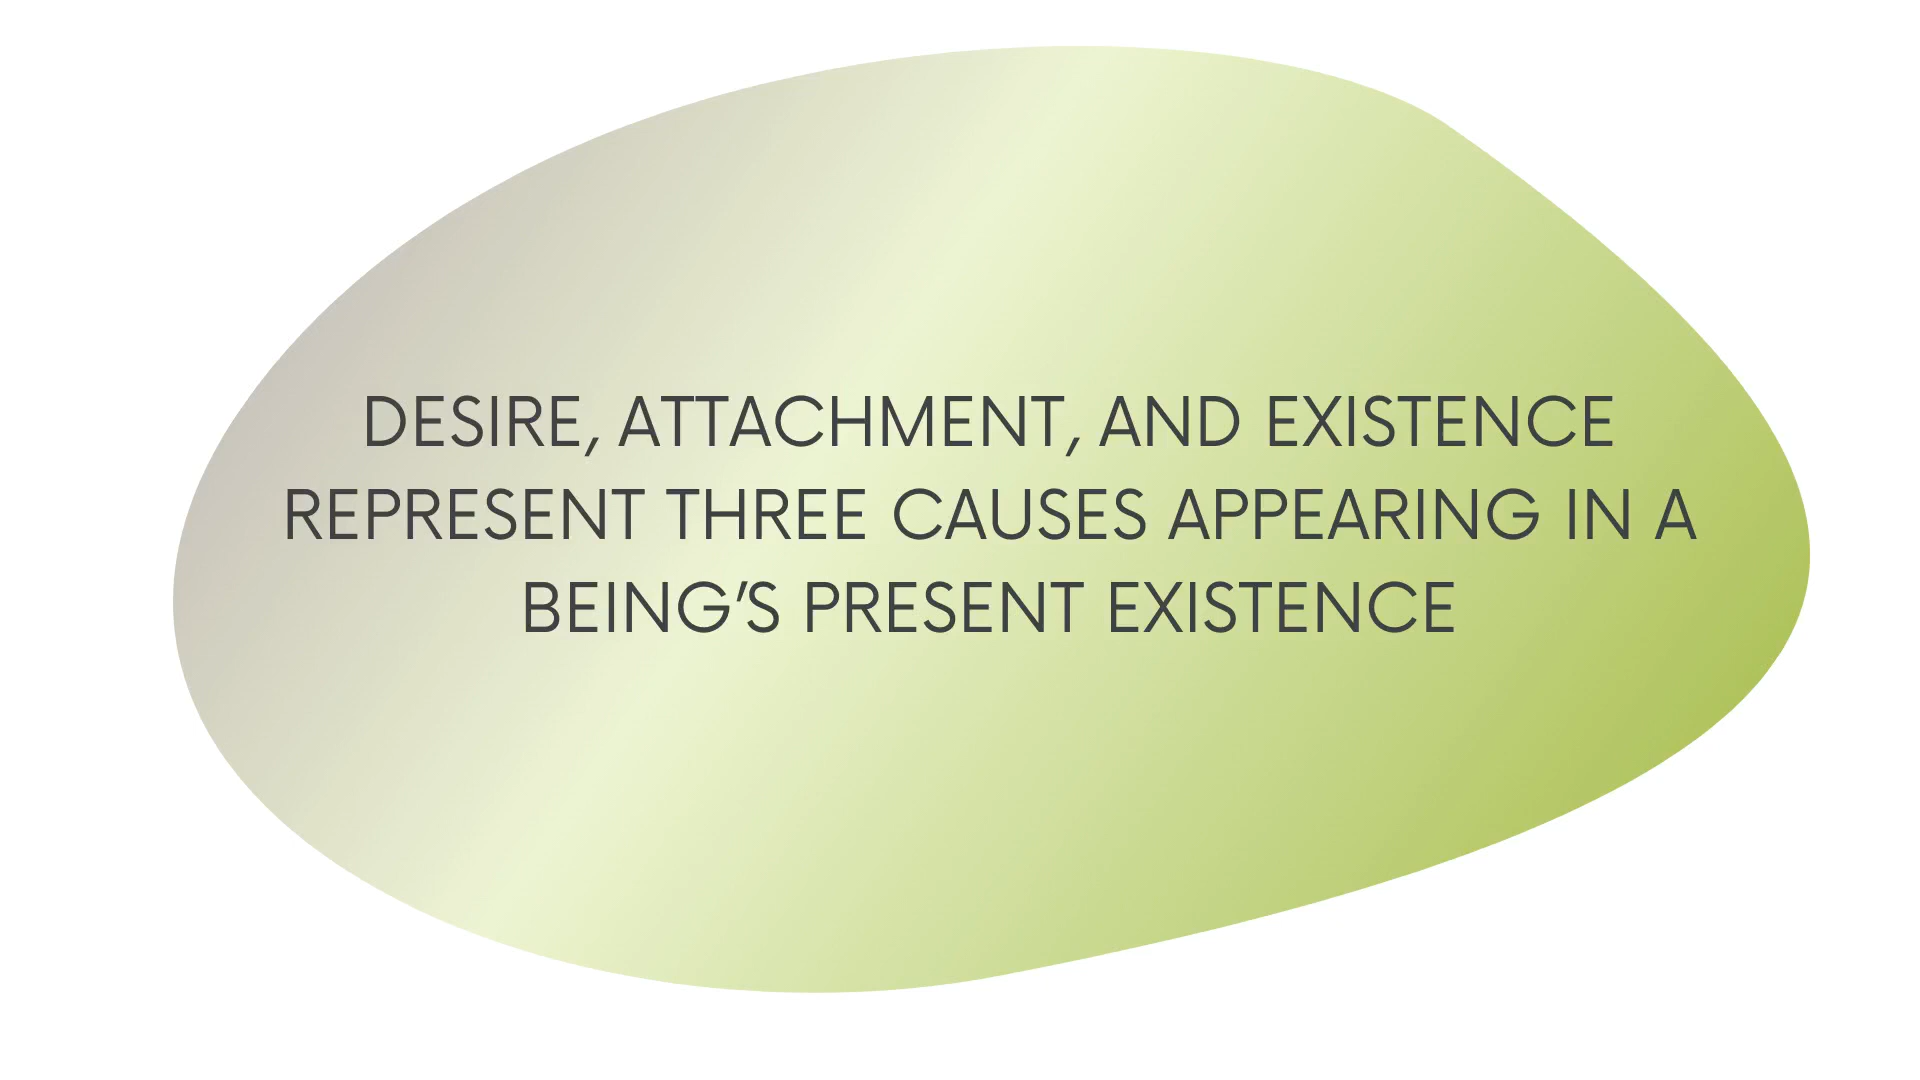 DESIRE, ATTACHMENT, AND EXISTENCE
REPRESENT THREE CAUSES APPEARING IN A
BEING’S PRESENT EXISTENCE